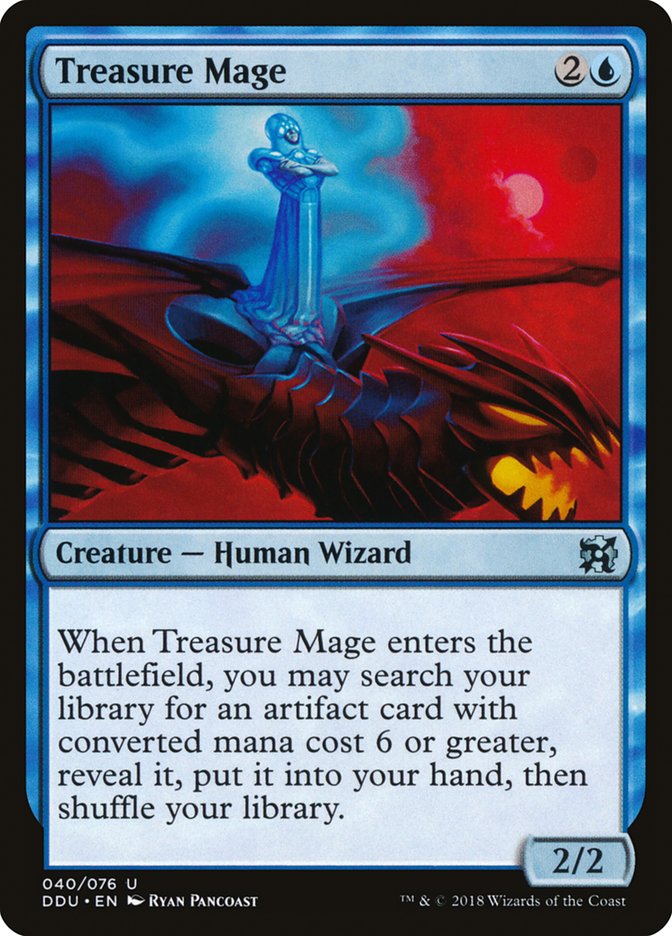 Treasure Mage 2
Creature — Human Wizard
When Treasure Mage enters the
battlefield, you may search your
library for an artifact card with
converted mana cost 6 or greater,
reveal it, put it into your hand, then
shuffle your library.
2/2
040/076 U
DDU • EN Ryan Pancoast ™ & © 2018 Wizards of the Coast